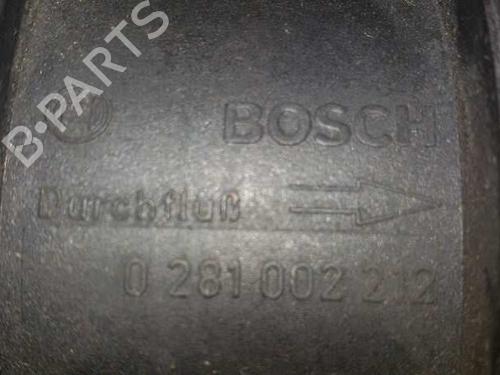 B-PARTS
BOSCH
Durchfluß
0 281 002 212